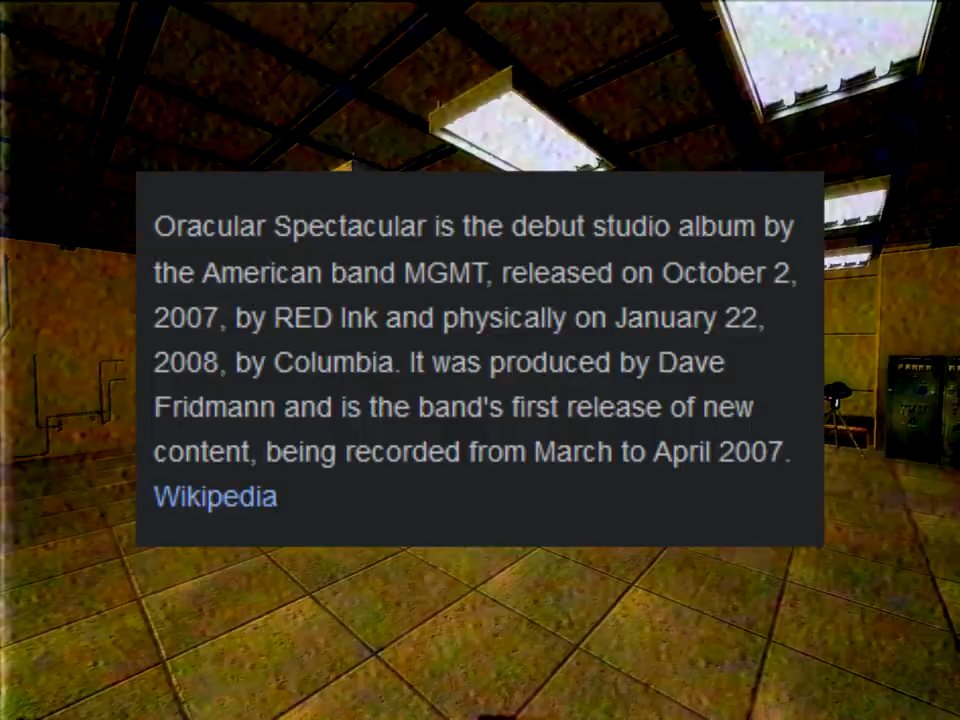 Oracular Spectacular is the debut studio album by
the American band MGMT, released on October 2,
2007, by RED Ink and physically on January 22,
2008, by Columbia. It was produced by Dave
Fridmann and is the band's first release of new
content, being recorded from March to April 2007.
Wikipedia